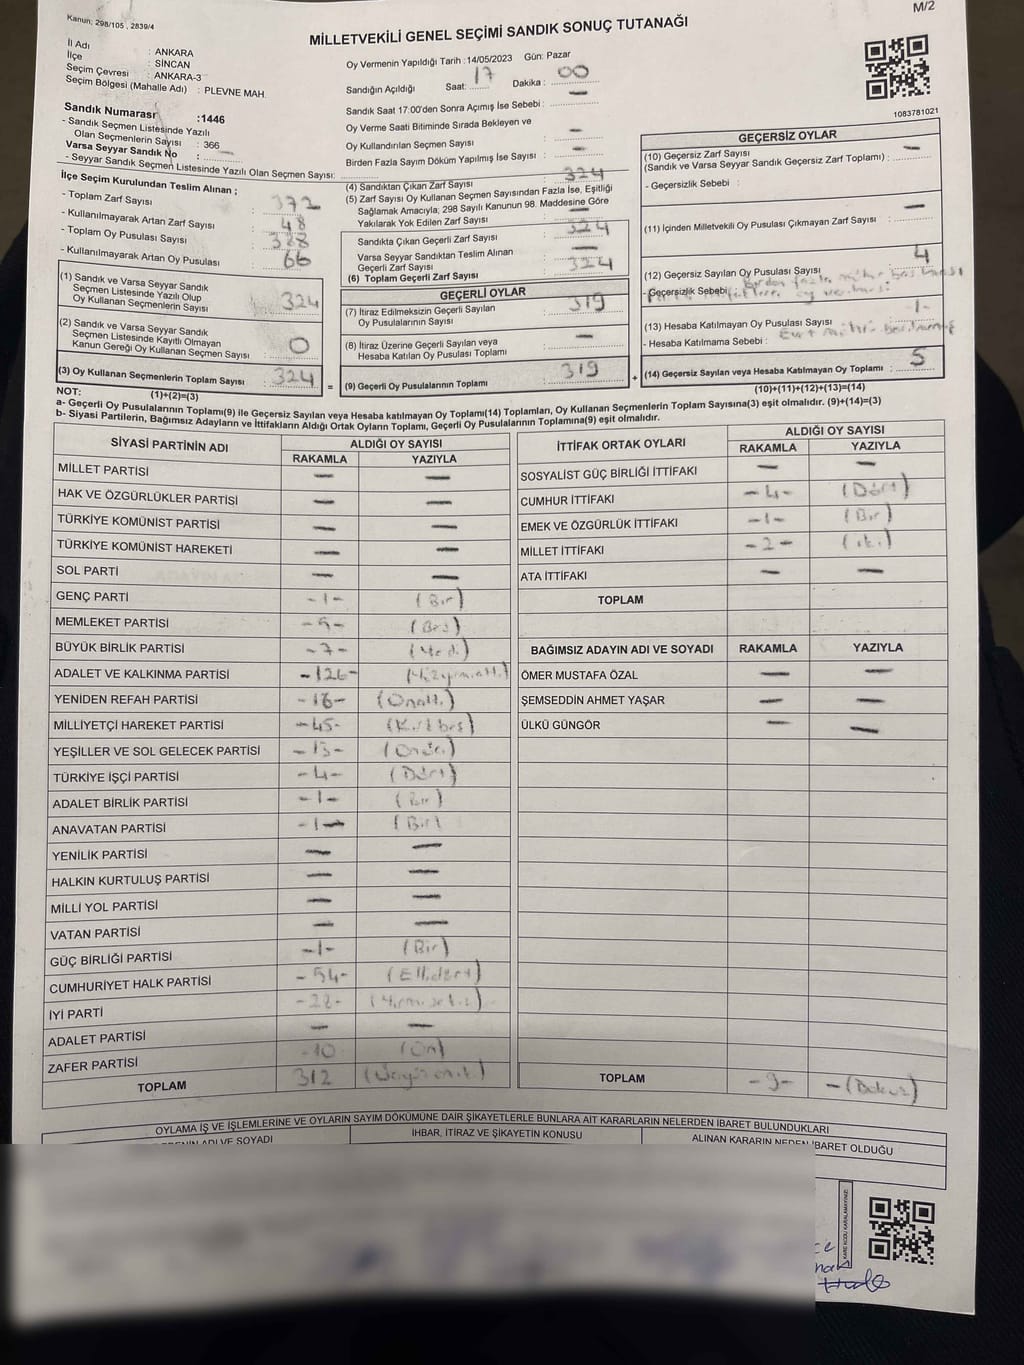 Kanun; 298/105 , 2839/4
M/2
MİLLETVEKİLİ GENEL SEÇİMİ SANDIK SONUÇ TUTANAĞI
İl Adı : ANKARA
İlçe : SİNCAN
Seçim Çevresi : ANKARA-3
Seçim Bölgesi (Mahalle Adı) : PLEVNE MAH.
Sandık Numarası :1446
- Sandık Seçmen Listesinde Yazılı
Olan Seçmenlerin Sayısı : 366
Varsa Seyyar Sandık No : —
- Seyyar Sandık Seçmen Listesinde Yazılı Olan Seçmen Sayısı:
Oy Vermenin Yapıldığı Tarih :14/05/2023 Gün: Pazar
Sandığın Açıldığı Saat: 17 Dakika : 00
Sandık Saat 17:00'den Sonra Açımış İse Sebebi : —
Oy Verme Saati Bitiminde Sırada Bekleyen ve
Oy Kullandırılan Seçmen Sayısı : —
Birden Fazla Sayım Döküm Yapılmış İse Sayısı : —
1083781021
İlçe Seçim Kurulundan Teslim Alınan ;
- Toplam Zarf Sayısı : 372
- Kullanılmayarak Artan Zarf Sayısı : 48
- Toplam Oy Pusulası Sayısı : 388
- Kullanılmayarak Artan Oy Pusulası : 66
(1) Sandık ve Varsa Seyyar Sandık
Seçmen Listesinde Yazılı Olup
Oy Kullanan Seçmenlerin Sayısı : 324
(2) Sandık ve Varsa Seyyar Sandık
Seçmen Listesinde Kayıtlı Olmayan
Kanun Gereği Oy Kullanan Seçmen Sayısı : 0
(3) Oy Kullanan Seçmenlerin Toplam Sayısı : 324
(1)+(2)=(3)
=
(4) Sandıktan Çıkan Zarf Sayısı : 324
(5) Zarf Sayısı Oy Kullanan Seçmen Sayısından Fazla İse, Eşitliği
Sağlamak Amacıyla; 298 Sayılı Kanunun 98. Maddesine Göre
Yakılarak Yok Edilen Zarf Sayısı : —
Sandıkta Çıkan Geçerli Zarf Sayısı : 324
Varsa Seyyar Sandıktan Teslim Alınan
Geçerli Zarf Sayısı : —
(6) Toplam Geçerli Zarf Sayısı : 324
GEÇERLİ OYLAR
(7) İtiraz Edilmeksizin Geçerli Sayılan
Oy Pusulalarının Sayısı : 319
(8) İtiraz Üzerine Geçerli Sayılan veya
Hesaba Katılan Oy Pusulası Toplamı : —
(9) Geçerli Oy Pusulalarının Toplamı : 319
+
GEÇERSİZ OYLAR
(10) Geçersiz Zarf Sayısı
(Sandık ve Varsa Seyyar Sandık Geçersiz Zarf Toplamı) : —
- Geçersizlik Sebebi :
(11) İçinden Milletvekili Oy Pusulası Çıkmayan Zarf Sayısı : —
(12) Geçersiz Sayılan Oy Pusulası Sayısı : 4
- Geçersizlik Sebebi : Birden fazla mühür basılması
(13) Hesaba Katılmayan Oy Pusulası Sayısı : -1-
- Hesaba Katılmama Sebebi : Evet mührü
(14) Geçersiz Sayılan veya Hesaba Katılmayan Oy Toplamı : 5
(10)+(11)+(12)+(13)=(14)
NOT:
a- Geçerli Oy Pusulalarının Toplamı(9) ile Geçersiz Sayılan veya Hesaba katılmayan Oy Toplamı(14) Toplamları, Oy Kullanan Seçmenlerin Toplam Sayısına(3) eşit olmalıdır. (9)+(14)=(3)
b- Siyasi Partilerin, Bağımsız Adayların ve İttifakların Aldığı Ortak Oyların Toplamı, Geçerli Oy Pusulalarının Toplamına(9) eşit olmalıdır.
SİYASİ PARTİNİN ADI ALDIĞI OY SAYISI
RAKAMLA YAZIYLA
MİLLET PARTİSİ — —
HAK VE ÖZGÜRLÜKLER PARTİSİ — —
TÜRKİYE KOMÜNİST PARTİSİ — —
TÜRKİYE KOMÜNİST HAREKETİ — —
SOL PARTİ — —
GENÇ PARTİ -1- (Bir)
MEMLEKET PARTİSİ -5- (Beş)
BÜYÜK BİRLİK PARTİSİ -7- (Yedi)
ADALET VE KALKINMA PARTİSİ -126- (Yüzyirmialtı)
YENİDEN REFAH PARTİSİ -16- (Onaltı)
MİLLİYETÇİ HAREKET PARTİSİ -45- (Kırkbeş)
YEŞİLLER VE SOL GELECEK PARTİSİ -13- (Onüç)
TÜRKİYE İŞÇİ PARTİSİ -4- (Dört)
ADALET BİRLİK PARTİSİ -1- (Bir)
ANAVATAN PARTİSİ -1- (Bir)
YENİLİK PARTİSİ — —
HALKIN KURTULUŞ PARTİSİ — —
MİLLİ YOL PARTİSİ — —
VATAN PARTİSİ — —
GÜÇ BİRLİĞİ PARTİSİ -1- (Bir)
CUMHURİYET HALK PARTİSİ -54- (Ellidört)
İYİ PARTİ -28- (Yirmisekiz)
ADALET PARTİSİ — —
ZAFER PARTİSİ -10 (On)
TOPLAM 312 (Üçyüzoniki)
İTTİFAK ORTAK OYLARI ALDIĞI OY SAYISI
RAKAMLA YAZIYLA
SOSYALİST GÜÇ BİRLİĞİ İTTİFAKI — —
CUMHUR İTTİFAKI -4- (Dört)
EMEK VE ÖZGÜRLÜK İTTİFAKI -1- (Bir)
MİLLET İTTİFAKI -2- (iki)
ATA İTTİFAKI — —
TOPLAM
BAĞIMSIZ ADAYIN ADI VE SOYADI RAKAMLA YAZIYLA
ÖMER MUSTAFA ÖZAL — —
ŞEMSEDDİN AHMET YAŞAR — —
ÜLKÜ GÜNGÖR — —
TOPLAM -9- -(Dokuz)
OYLAMA İŞ VE İŞLEMLERİNE VE OYLARIN SAYIM DÖKÜMÜNE DAİR ŞİKAYETLERLE BUNLARA AİT KARARLARIN NELERDEN İBARET BULUNDUKLARI
ADI VE SOYADI İHBAR, İTİRAZ VE ŞİKAYETİN KONUSU ALINAN KARARIN NEDEN İBARET OLDUĞU
KARE KODU KARALAMAYINIZ!